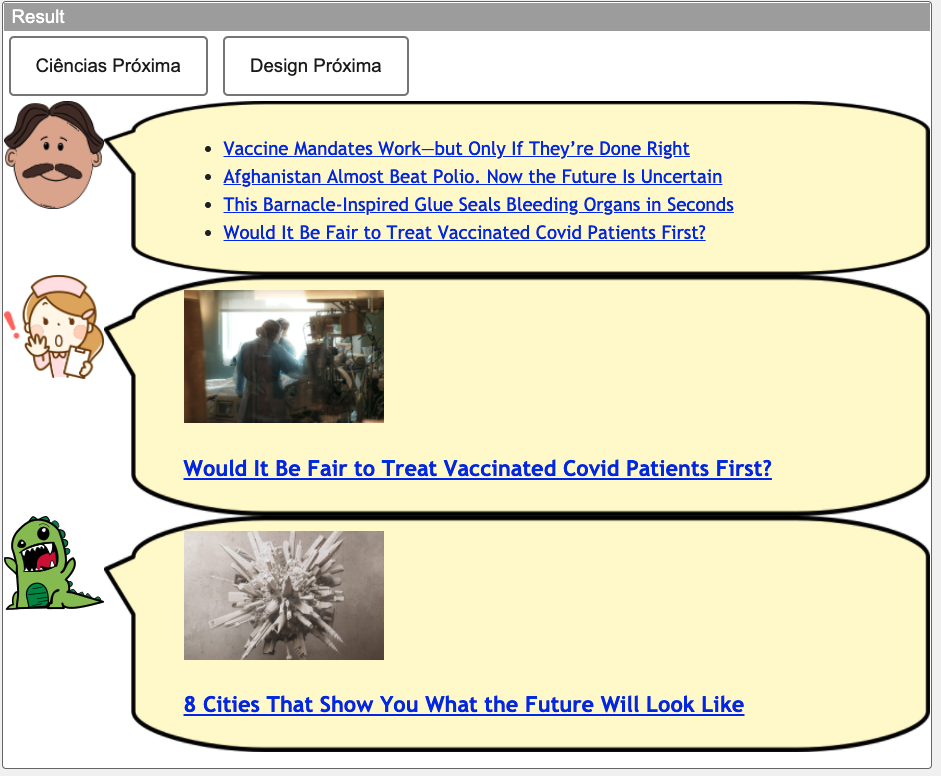 Result
Ciências Próxima
Design Próxima
Vaccine Mandates Work—but Only If They’re Done Right
Afghanistan Almost Beat Polio. Now the Future Is Uncertain
This Barnacle-Inspired Glue Seals Bleeding Organs in Seconds
Would It Be Fair to Treat Vaccinated Covid Patients First?
Would It Be Fair to Treat Vaccinated Covid Patients First?
8 Cities That Show You What the Future Will Look Like